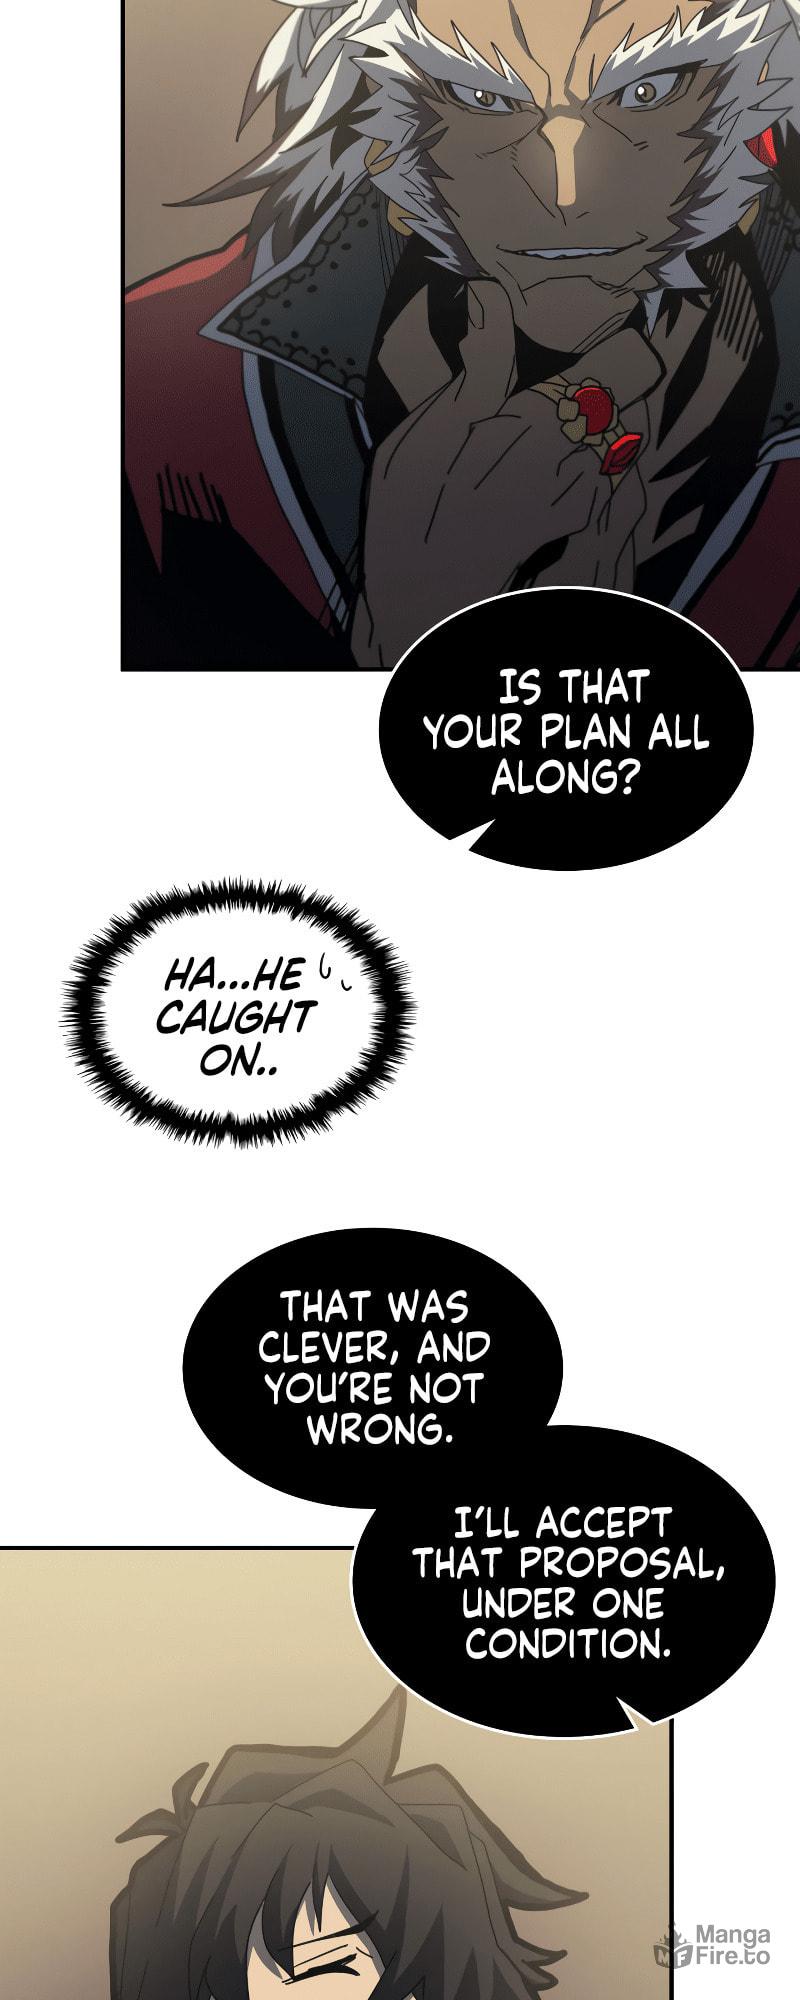 IS THAT
YOUR PLAN ALL
ALONG?
HA...HE
CAUGHT
ON..
THAT WAS
CLEVER, AND
YOU'RE NOT
WRONG.
I'LL ACCEPT
THAT PROPOSAL,
UNDER ONE
CONDITION.
MF Manga
Fire.to